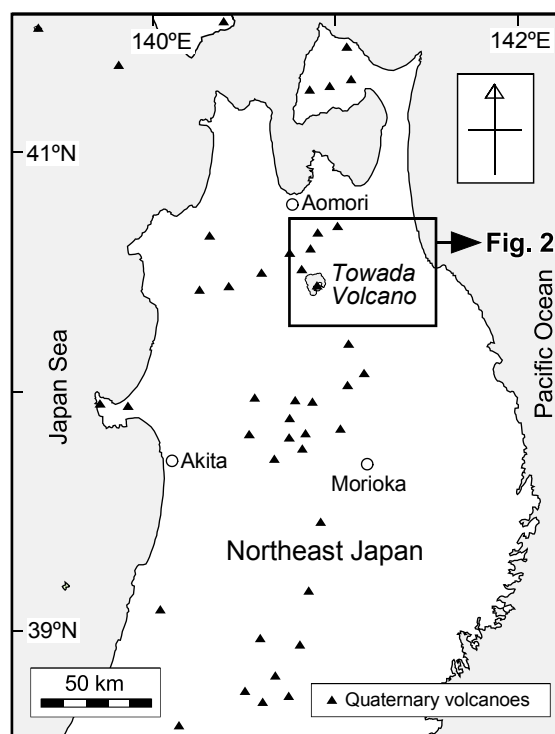 140ºE
142ºE
41ºN
Aomori
Fig. 2
Towada
Volcano
Japan Sea
Pacific Ocean
Akita
Morioka
Northeast Japan
39ºN
50 km
Quaternary volcanoes